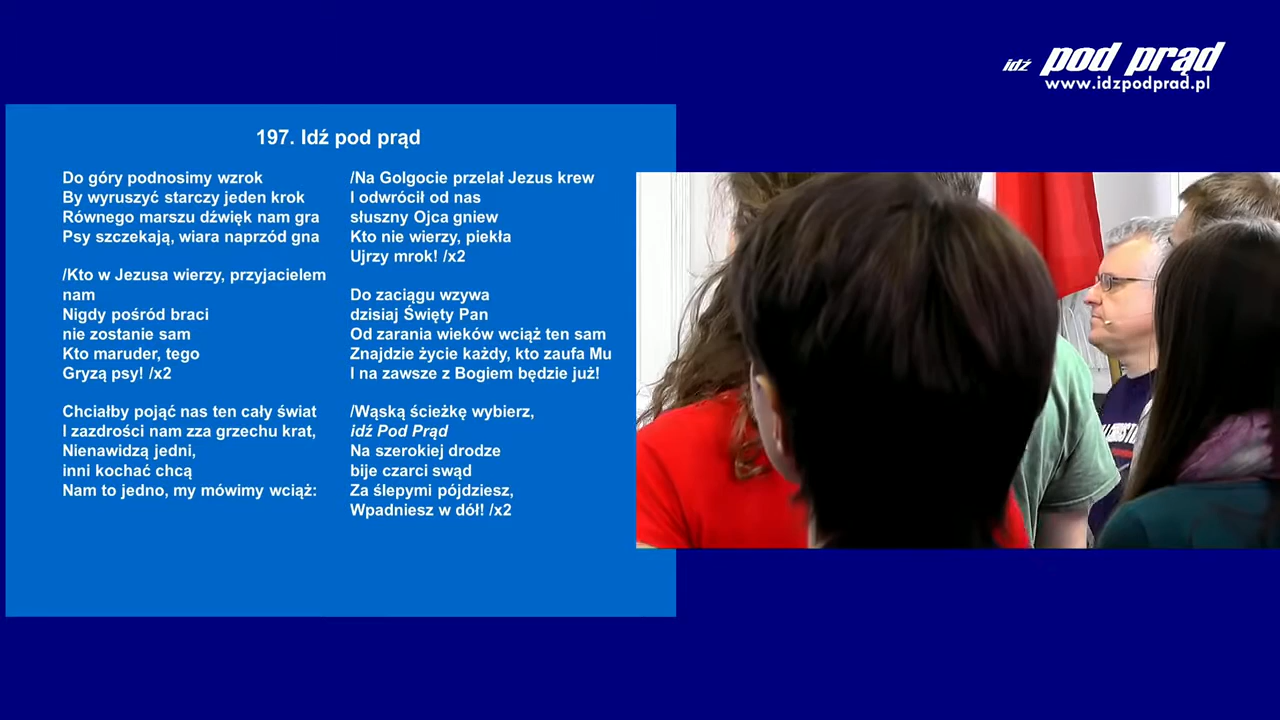 idź pod prąd
www.idzpodprad.pl
197. Idź pod prąd
Do góry podnosimy wzrok
By wyruszyć starczy jeden krok
Równego marszu dźwięk nam gra
Psy szczekają, wiara naprzód gna
/Kto w Jezusa wierzy, przyjacielem
nam
Nigdy pośród braci
nie zostanie sam
Kto maruder, tego
Gryzą psy! /x2
Chciałby pojąć nas ten cały świat
I zazdrości nam zza grzechu krat,
Nienawidzą jedni,
inni kochać chcą
Nam to jedno, my mówimy wciąż:
/Na Golgocie przelał Jezus krew
I odwrócił od nas
słuszny Ojca gniew
Kto nie wierzy, piekła
Ujrzy mrok! /x2
Do zaciągu wzywa
dzisiaj Święty Pan
Od zarania wieków wciąż ten sam
Znajdzie życie każdy, kto zaufa Mu
I na zawsze z Bogiem będzie już!
/Wąską ścieżkę wybierz,
idź Pod Prąd
Na szerokiej drodze
bije czarci swąd
Za ślepymi pójdziesz,
Wpadniesz w dół! /x2